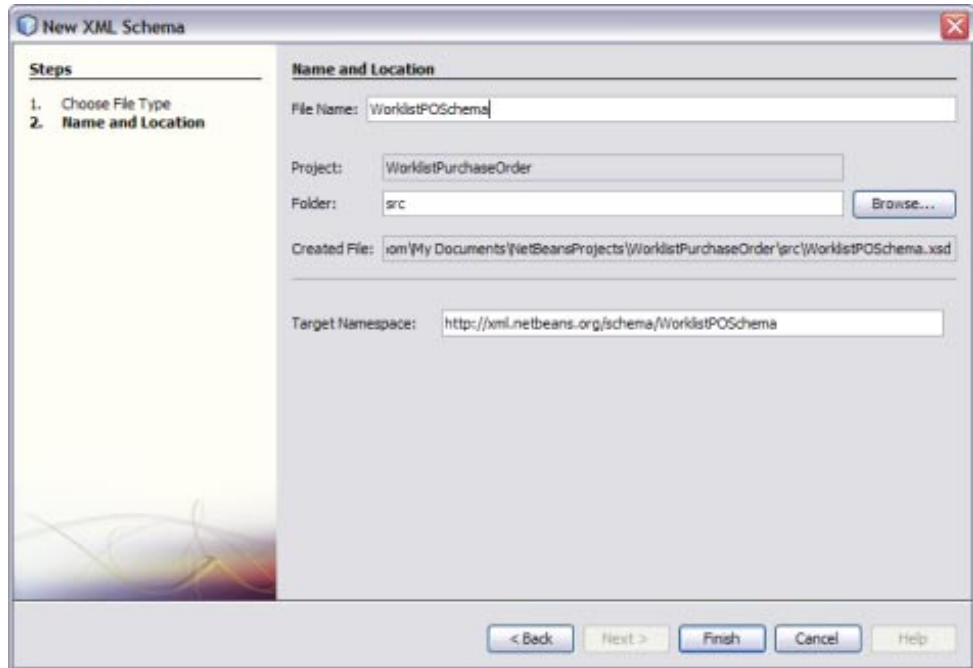 New XML Schema
Steps
1. Choose File Type
2. Name and Location
Name and Location
File Name: WorklistPOSchema
Project: WorklistPurchaseOrder
Folder: src Browse...
Created File: om\My Documents\NetBeansProjects\WorklistPurchaseOrder\src\WorklistPOSchema.xsd
Target Namespace: http://xml.netbeans.org/schema/WorklistPOSchema
< Back Next > Finish Cancel Help